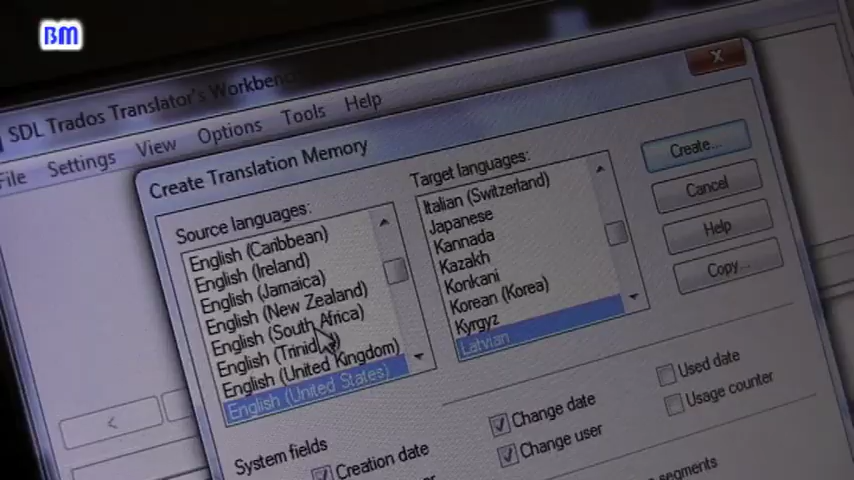 BM
SDL Trados Translator's Workbenc
File Settings View Options Tools Help
Create Translation Memory
Source languages:
English (Caribbean)
English (Ireland)
English (Jamaica)
English (New Zealand)
English (South Africa)
English (Trinid
English (United Kingdom)
English (United States)
Target languages:
Italian (Switzerland)
Japanese
Kannada
Kazakh
Konkani
Korean (Korea)
Kyrgyz
Latvian
Create...
Cancel
Help
Copy...
System fields
Creation date
Change date
Change user
Used date
Usage counter
segments
<